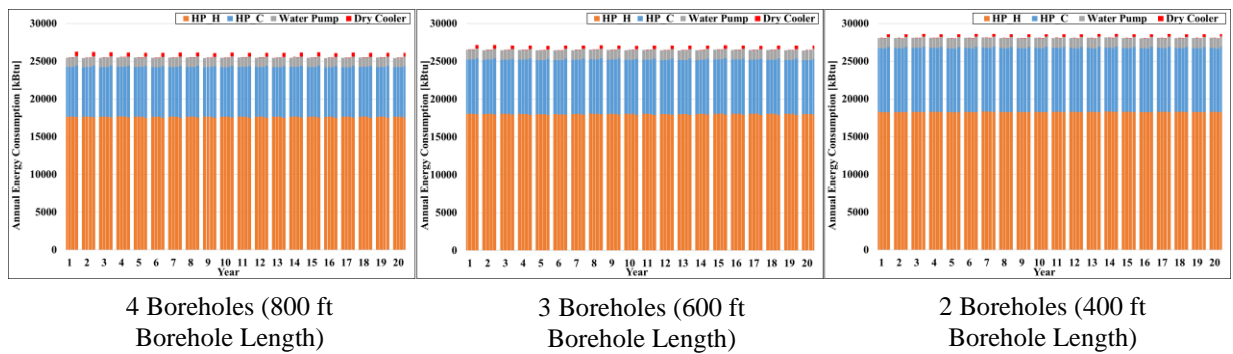 HP_H HP_C Water Pump Dry Cooler
Annual Energy Consumption [kBtu]
30000
25000
20000
15000
10000
5000
0
1 2 3 4 5 6 7 8 9 10 11 12 13 14 15 16 17 18 19 20
Year
HP_H HP_C Water Pump Dry Cooler
Annual Energy Consumption [kBtu]
30000
25000
20000
15000
10000
5000
0
1 2 3 4 5 6 7 8 9 10 11 12 13 14 15 16 17 18 19 20
Year
HP_H HP_C Water Pump Dry Cooler
Annual Energy Consumption [kBtu]
30000
25000
20000
15000
10000
5000
0
1 2 3 4 5 6 7 8 9 10 11 12 13 14 15 16 17 18 19 20
Year
4 Boreholes (800 ft
Borehole Length)
3 Boreholes (600 ft
Borehole Length)
2 Boreholes (400 ft
Borehole Length)